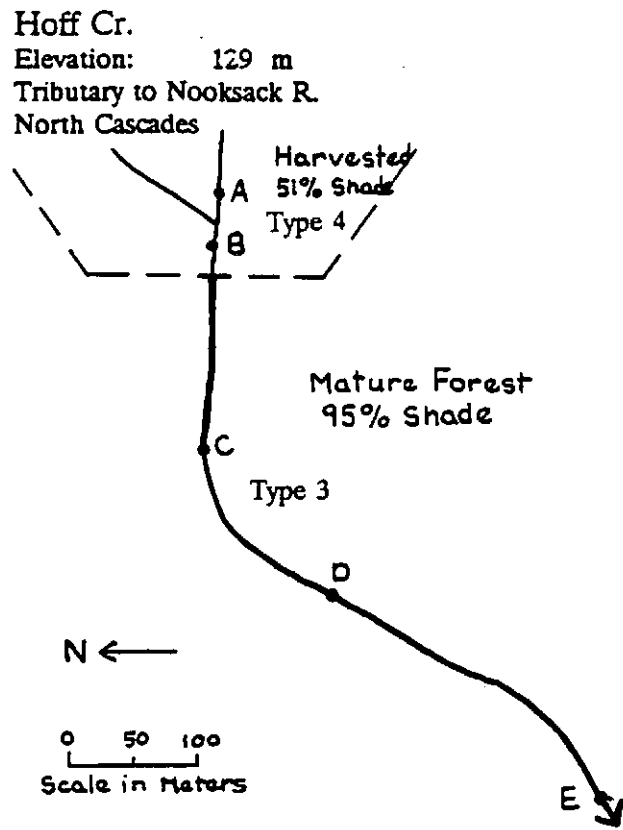 Hoff Cr.
Elevation: 129 m
Tributary to Nooksack R.
North Cascades
Harvested
51% Shade
A
Type 4
B
Mature Forest
95% Shade
C
Type 3
D
N
0 50 100
Scale in Meters
E